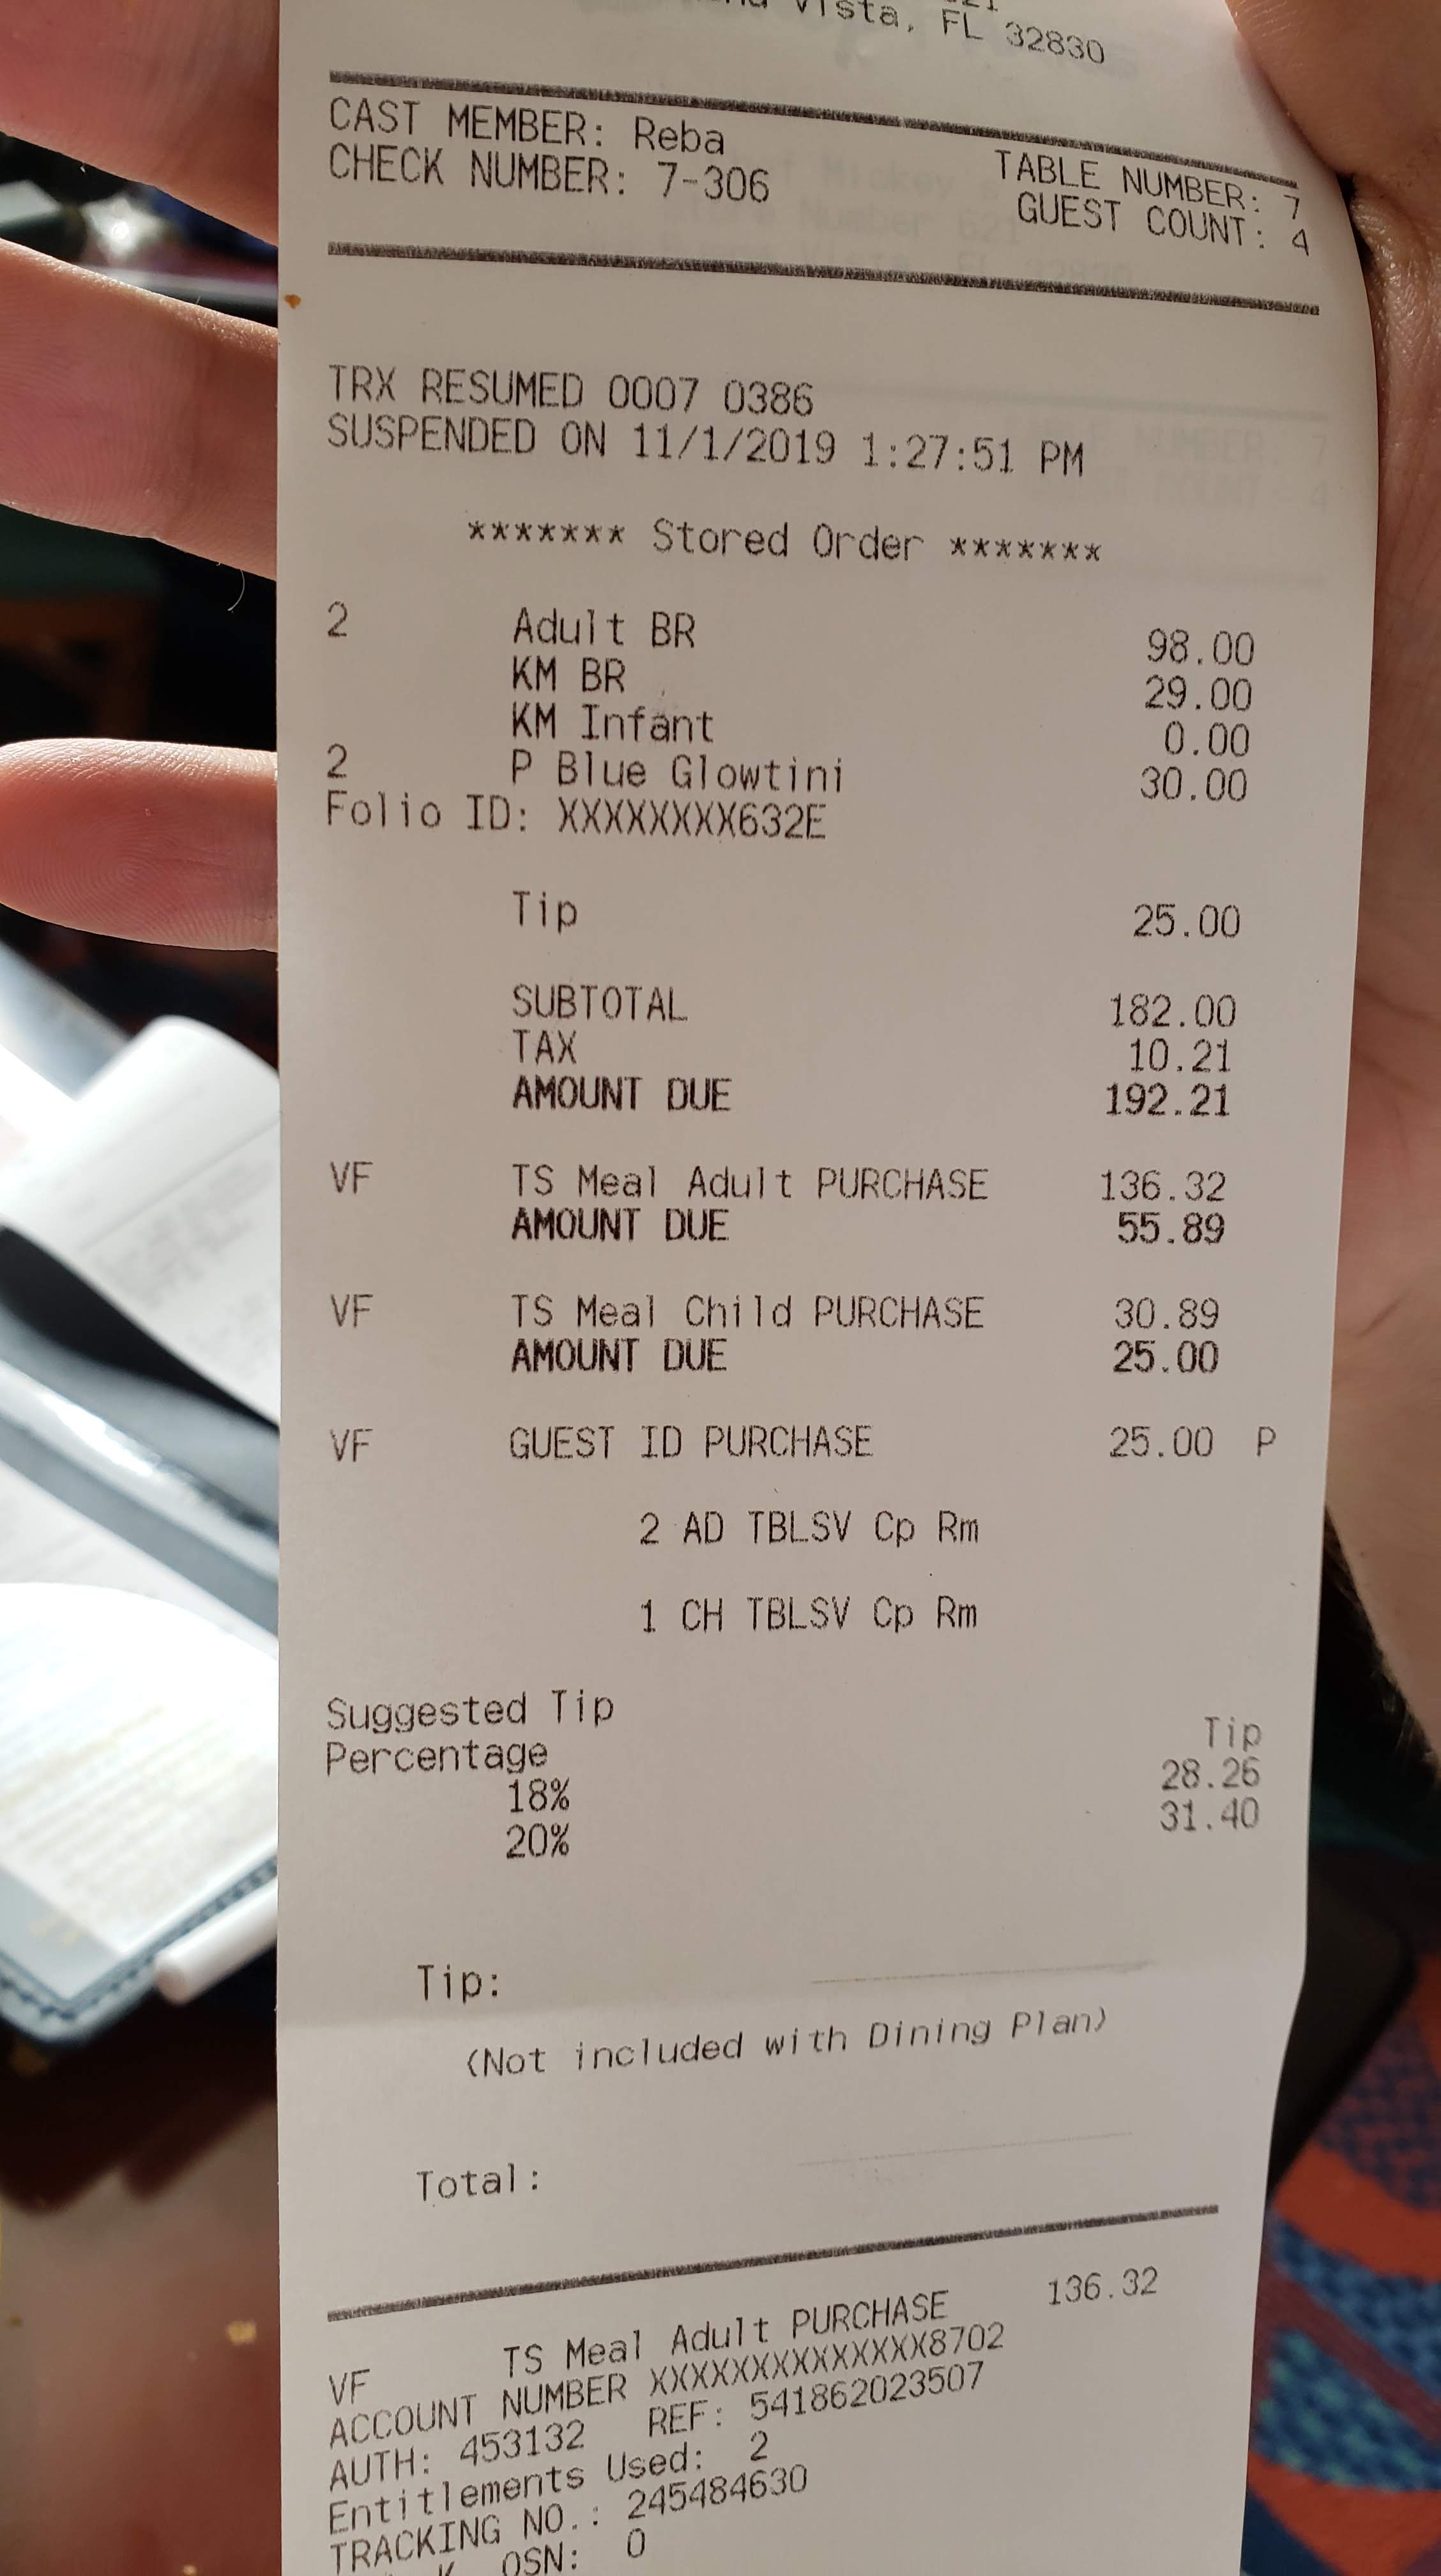 Vista, FL 32830
CAST MEMBER: Reba
CHECK NUMBER: 7-306
TABLE NUMBER: 7
GUEST COUNT: 4
TRX RESUMED 0007 0386
SUSPENDED ON 11/1/2019 1:27:51 PM
******* Stored Order *******
2 Adult BR 98.00
KM BR 29.00
KM Infant 0.00
2 P Blue Glowtini 30.00
Folio ID: XXXXXXXX632E
Tip 25.00
SUBTOTAL 182.00
TAX 10.21
AMOUNT DUE 192.21
VF TS Meal Adult PURCHASE 136.32
AMOUNT DUE 55.89
VF TS Meal Child PURCHASE 30.89
AMOUNT DUE 25.00
VF GUEST ID PURCHASE 25.00 P
2 AD TBLSV Cp Rm
1 CH TBLSV Cp Rm
Suggested Tip
Percentage Tip
18% 28.26
20% 31.40
Tip:
(Not included with Dining Plan)
Total:
VF TS Meal Adult PURCHASE 136.32
ACCOUNT NUMBER XXXXXXXXXXXXXXX8702
AUTH: 453132 REF: 541862023507
Entitlements Used: 2
TRACKING NO.: 245484630
OSN: 0